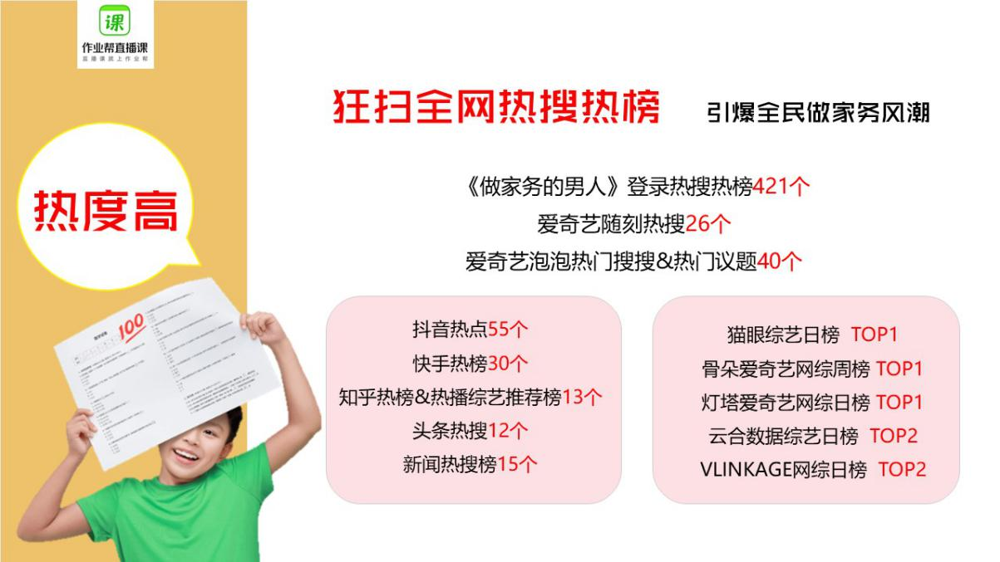 课
作业帮直播课
直播课就上作业帮
狂扫全网热搜热榜 引爆全民做家务风潮
热度高
《做家务的男人》登录热搜热榜421个
爱奇艺随刻热搜26个
爱奇艺泡泡热门搜搜&热门议题40个
100
数学试卷
抖音热点55个
快手热榜30个
知乎热榜&热播综艺推荐榜13个
头条热搜12个
新闻热搜榜15个
猫眼综艺日榜 TOP1
骨朵爱奇艺网综周榜 TOP1
灯塔爱奇艺网综日榜 TOP1
云合数据综艺日榜 TOP2
VLINKAGE网综日榜 TOP2